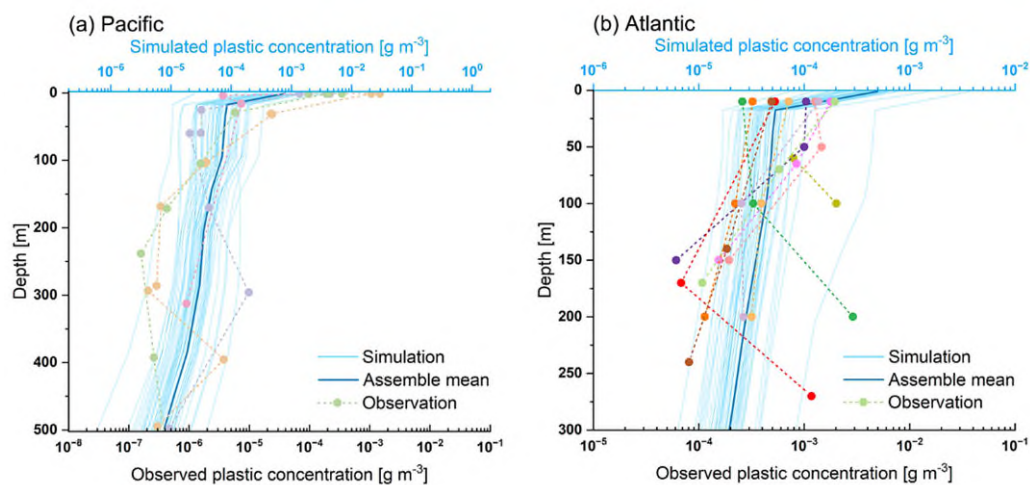 (a) Pacific
Simulated plastic concentration [g m⁻³]
10⁻⁶ 10⁻⁵ 10⁻⁴ 10⁻³ 10⁻² 10⁻¹ 10⁰
0
100
200
300
400
500
Depth [m]
Simulation
Assemble mean
Observation
10⁻⁸ 10⁻⁷ 10⁻⁶ 10⁻⁵ 10⁻⁴ 10⁻³ 10⁻² 10⁻¹
Observed plastic concentration [g m⁻³]
(b) Atlantic
Simulated plastic concentration [g m⁻³]
10⁻⁶ 10⁻⁵ 10⁻⁴ 10⁻³ 10⁻²
0
50
100
150
200
250
300
Depth [m]
Simulation
Assemble mean
Observation
10⁻⁵ 10⁻⁴ 10⁻³ 10⁻² 10⁻¹
Observed plastic concentration [g m⁻³]